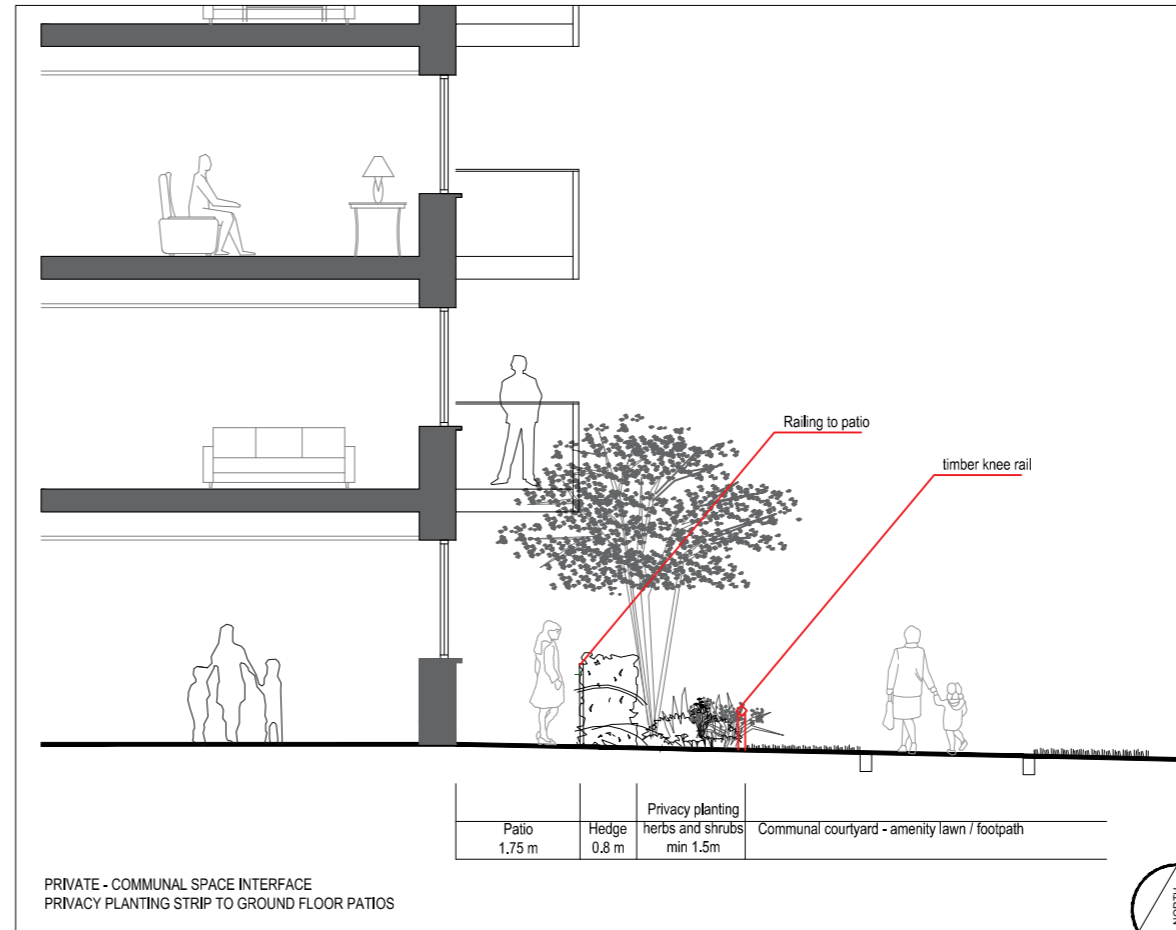 Railing to patio
timber knee rail
Patio
1.75 m
Hedge
0.8 m
Privacy planting
herbs and shrubs
min 1.5m
Communal courtyard - amenity lawn / footpath
PRIVATE - COMMUNAL SPACE INTERFACE
PRIVACY PLANTING STRIP TO GROUND FLOOR PATIOS
NORTH